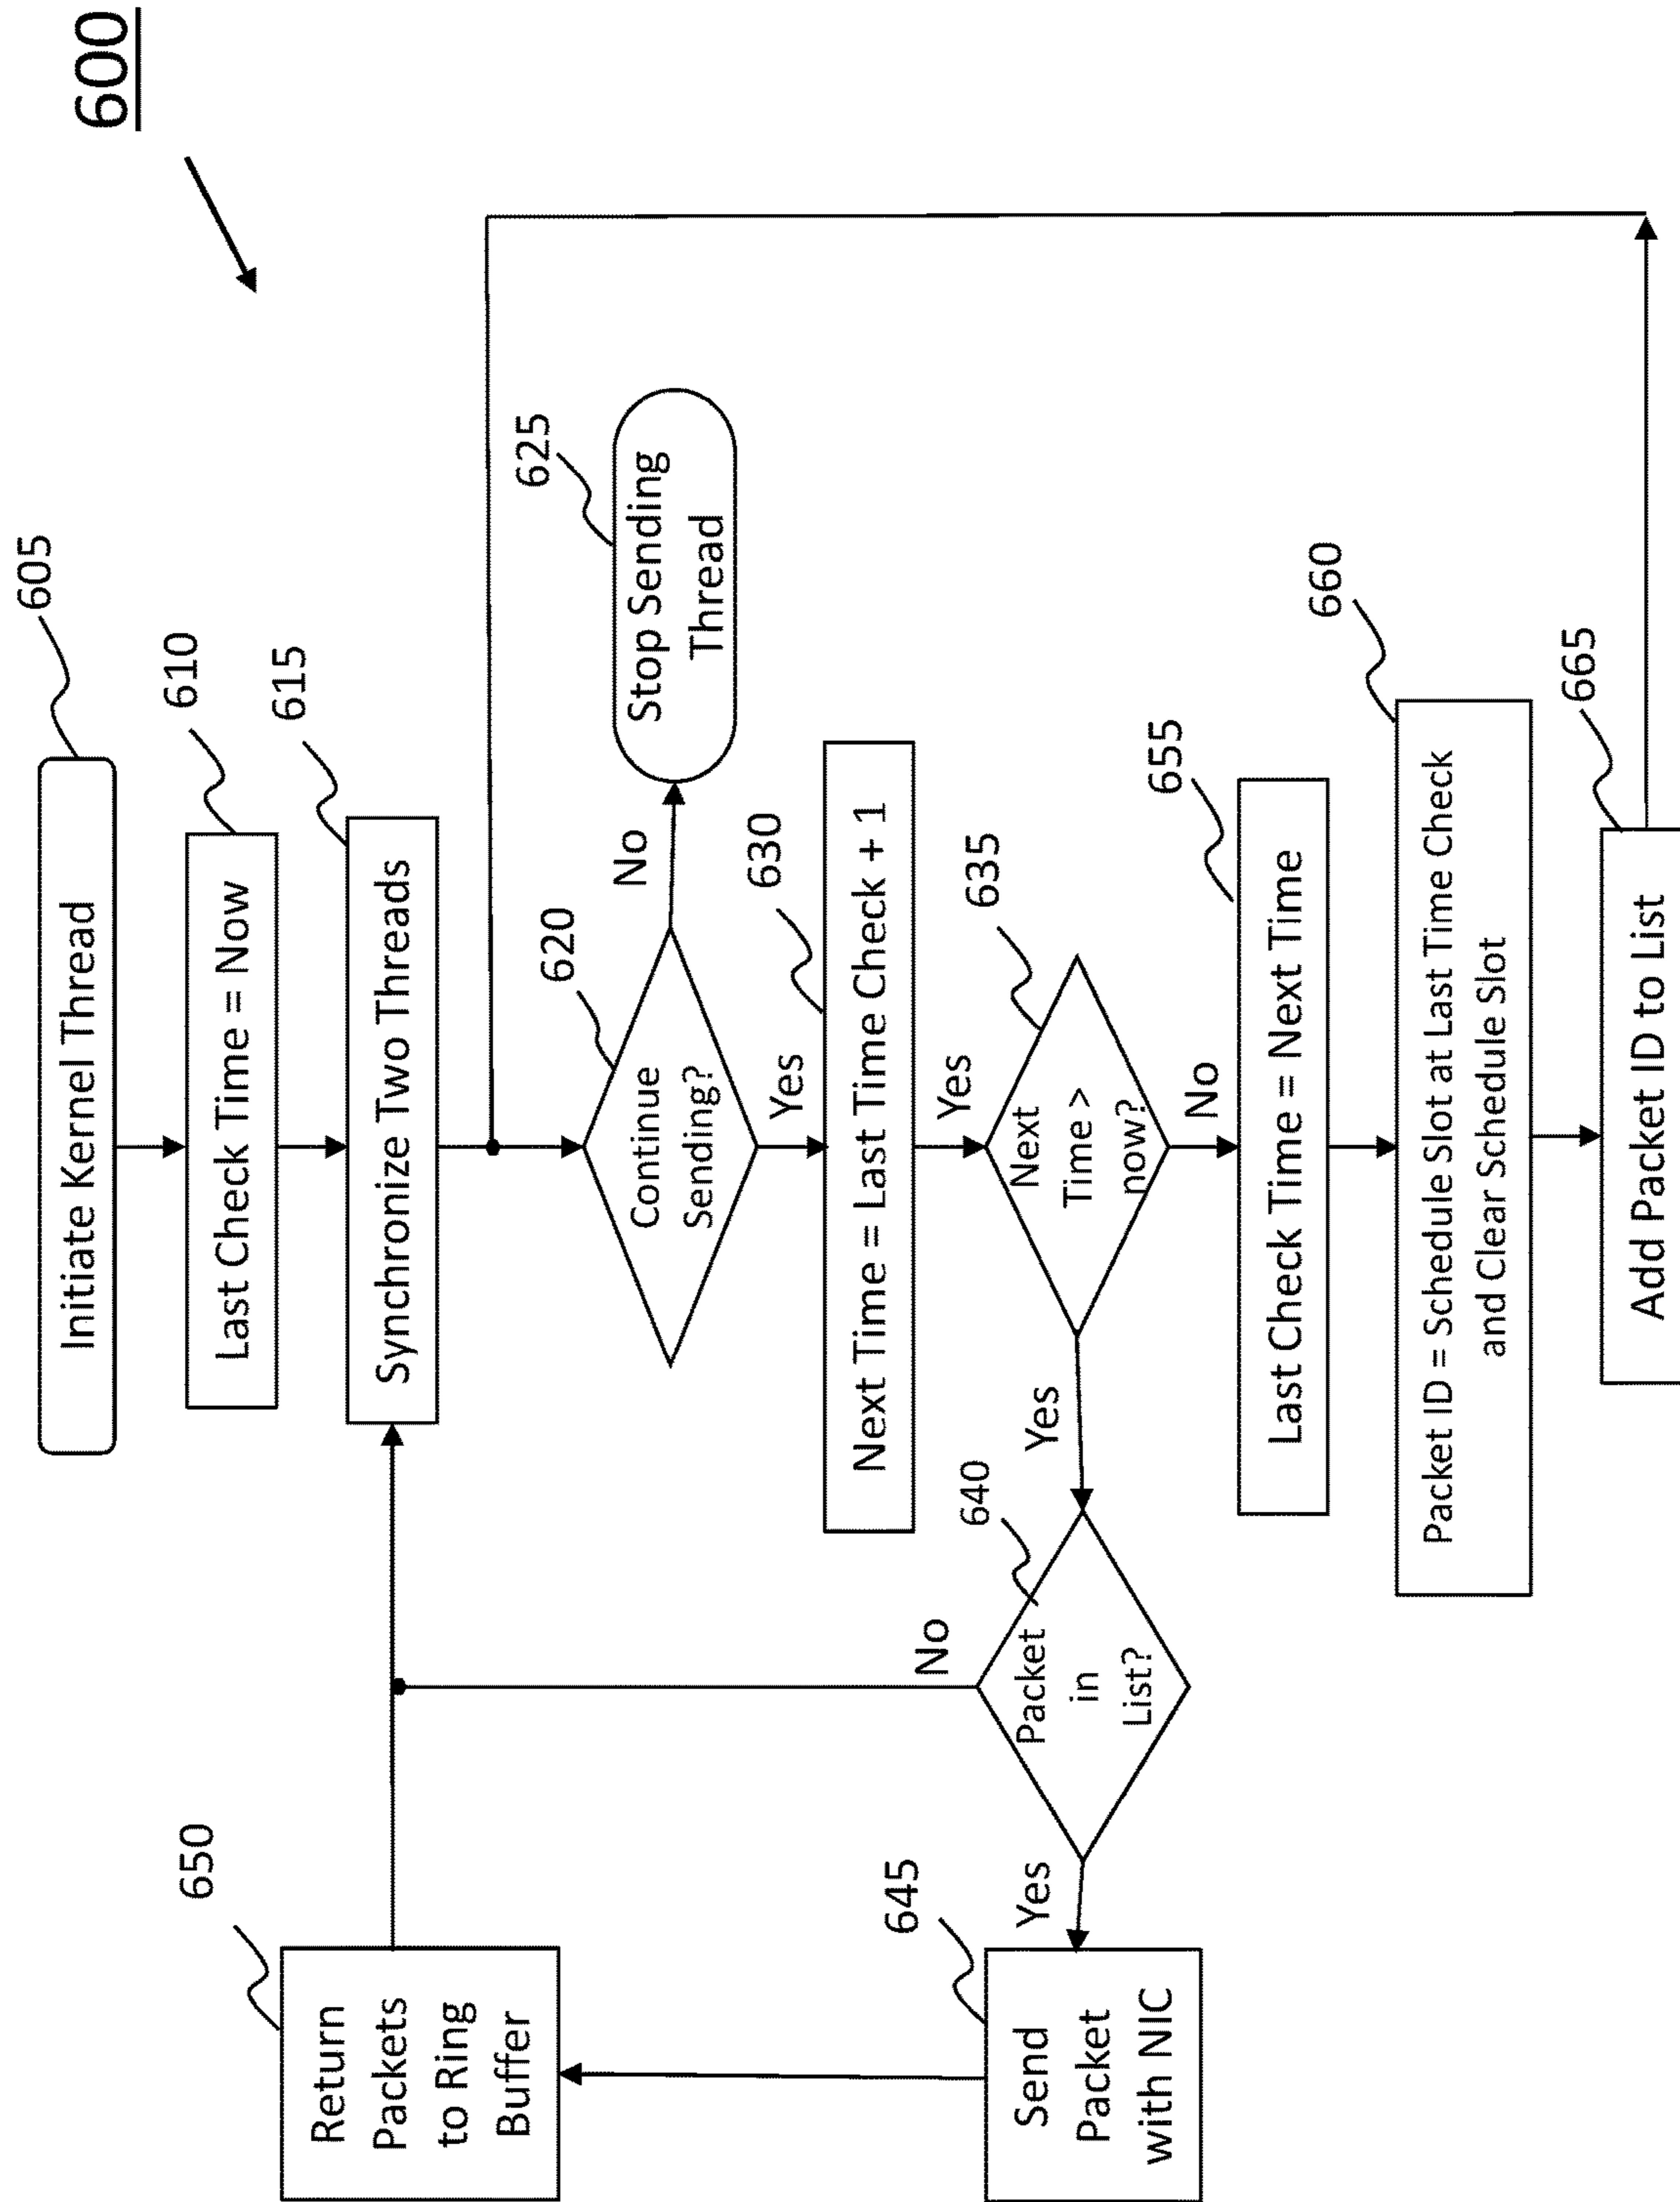 600
Initiate Kernel Thread
605
Last Check Time = Now
610
Synchronize Two Threads
615
Continue
Sending?
620
No
Stop Sending
Thread
625
Yes
Next Time = Last Time Check + 1
630
Yes
Next
Time >
now?
635
Yes
Packet
in
List?
640
No
Yes
Send
Packet
with NIC
645
Return
Packets
to Ring
Buffer
650
No
Last Check Time = Next Time
655
Packet ID = Schedule Slot at Last Time Check
and Clear Schedule Slot
660
Add Packet ID to List
665